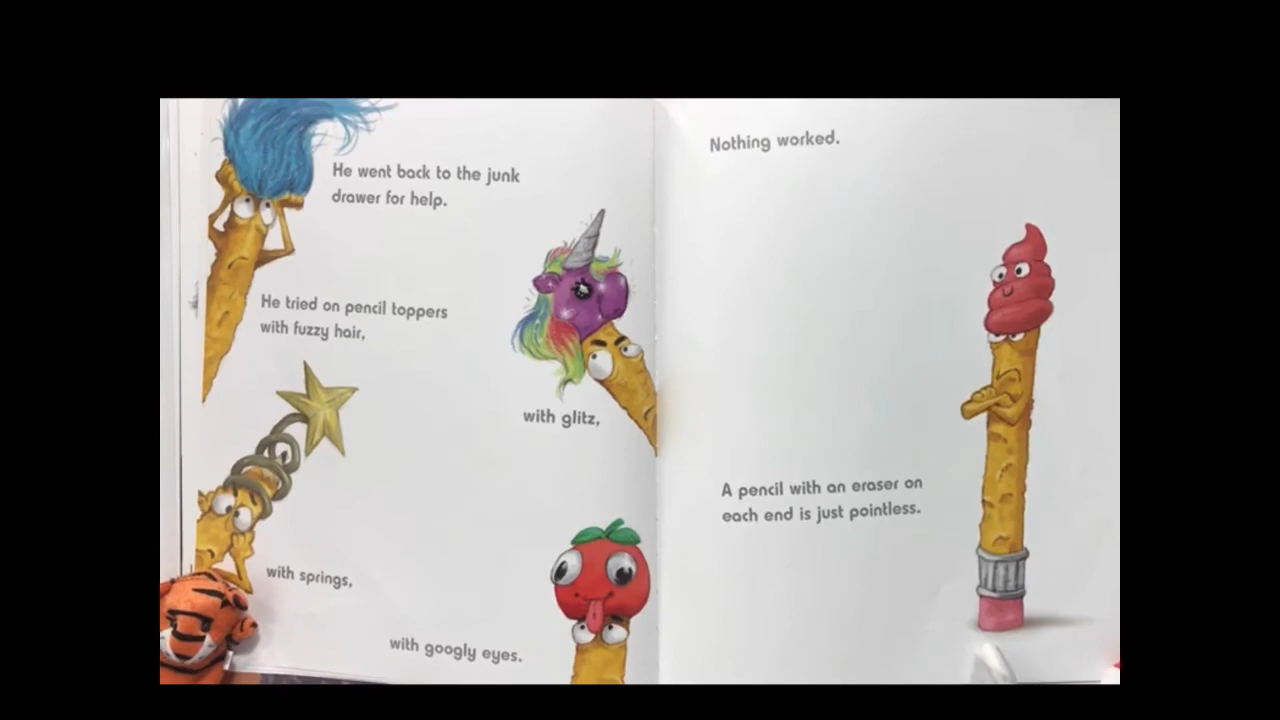 He went back to the junk
drawer for help.
He tried on pencil toppers
with fuzzy hair,
with springs,
with glitz,
with googly eyes.
Nothing worked.
A pencil with an eraser on
each end is just pointless.